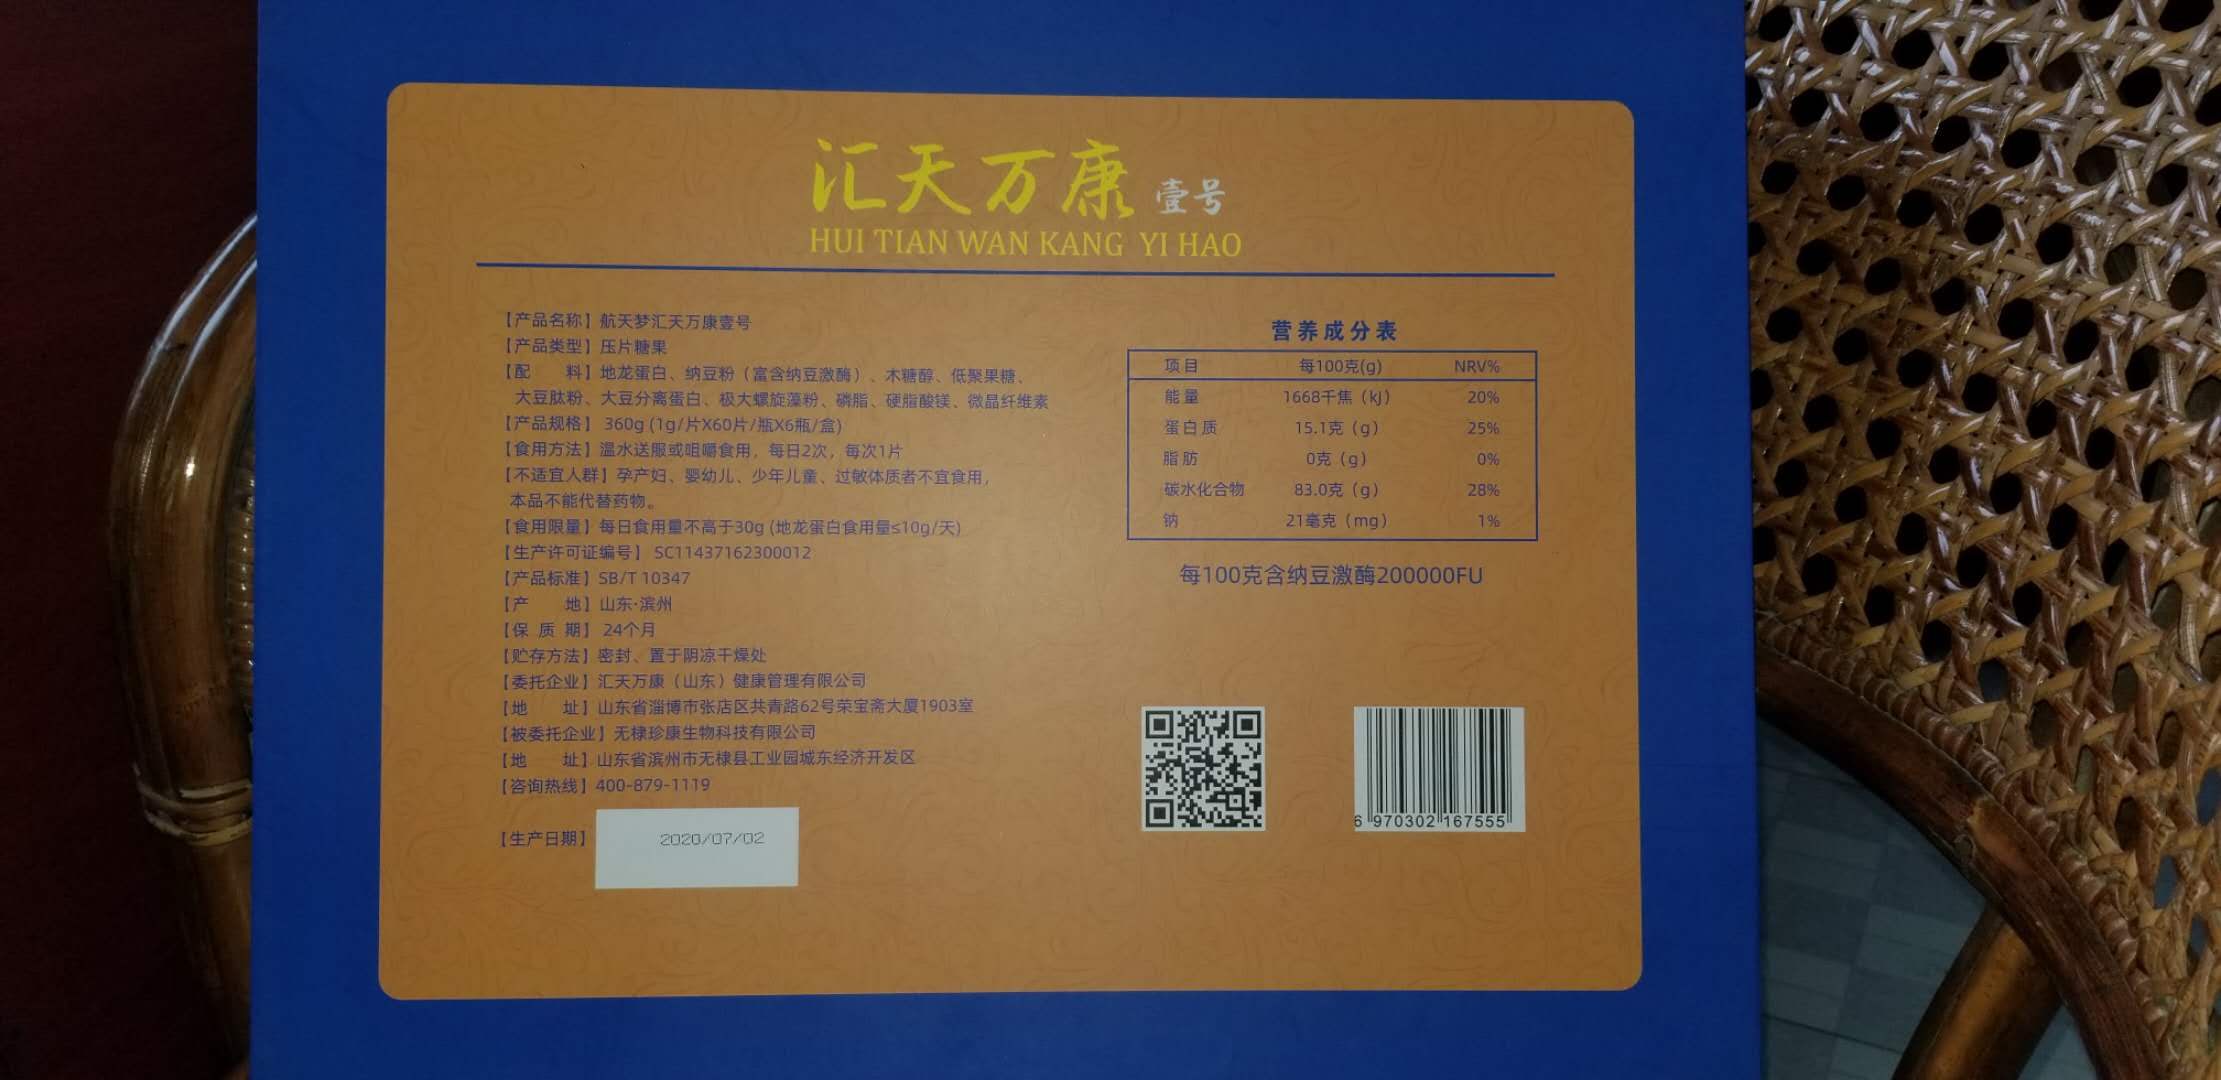 汇天万康 壹号
HUI TIAN WAN KANG YI HAO
【产品名称】航天梦汇天万康壹号
【产品类型】压片糖果
【配 料】地龙蛋白、纳豆粉（富含纳豆激酶）、木糖醇、低聚果糖、
大豆肽粉、大豆分离蛋白、极大螺旋藻粉、磷脂、硬脂酸镁、微晶纤维素
【产品规格】360g (1g/片X60片/瓶X6瓶/盒)
【食用方法】温水送服或咀嚼食用，每日2次，每次1片
【不适宜人群】孕产妇、婴幼儿、少年儿童、过敏体质者不宜食用，
本品不能代替药物。
【食用限量】每日食用量不高于30g (地龙蛋白食用量≤10g/天)
【生产许可证编号】 SC11437162300012
【产品标准】SB/T 10347
【产 地】山东·滨州
【保 质 期】 24个月
【贮存方法】密封、置于阴凉干燥处
【委托企业】汇天万康（山东）健康管理有限公司
【地 址】山东省淄博市张店区共青路62号荣宝斋大厦1903室
【被委托企业】无棣珍康生物科技有限公司
【地 址】山东省滨州市无棣县工业园城东经济开发区
【咨询热线】400-879-1119
【生产日期】 2020/07/02
营养成分表
项目 每100克(g) NRV%
能量 1668千焦（kJ） 20%
蛋白质 15.1克（g） 25%
脂肪 0克（g） 0%
碳水化合物 83.0克（g） 28%
钠 21毫克（mg） 1%
每100克含纳豆激酶200000FU
6 970302 167555